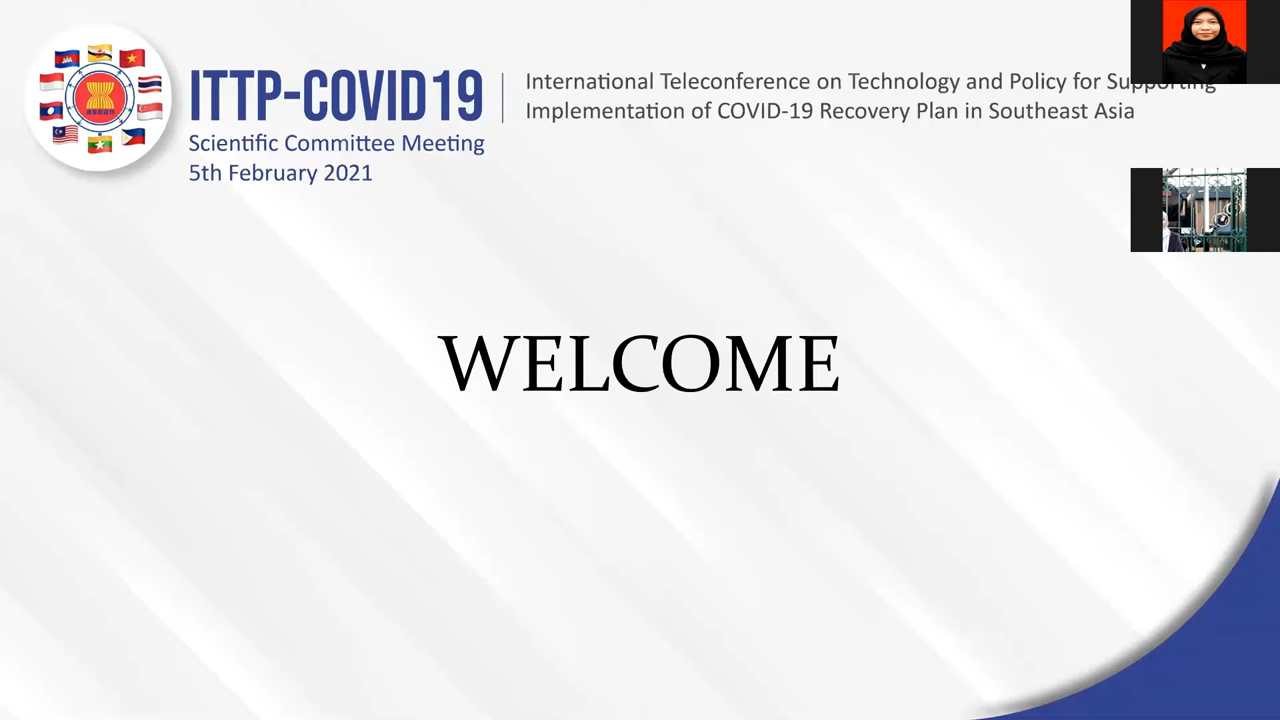 ITTP-COVID19
International Teleconference on Technology and Policy for Supporting
Implementation of COVID-19 Recovery Plan in Southeast Asia
Scientific Committee Meeting
5th February 2021
WELCOME